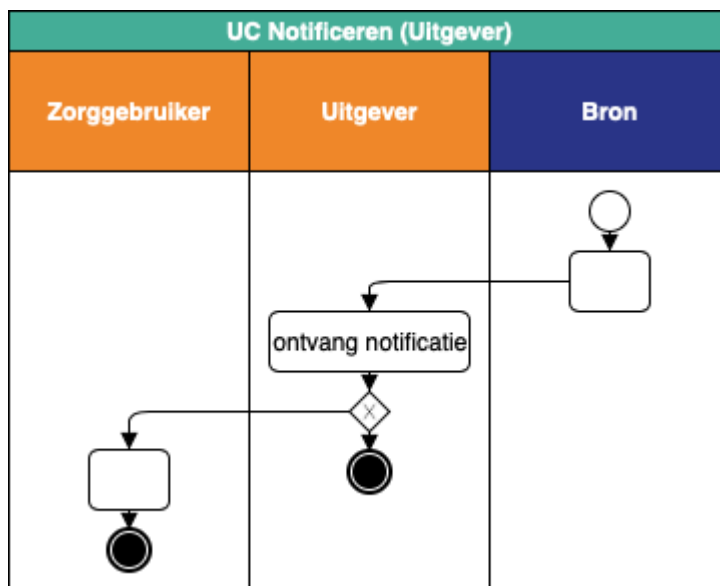 UC Notificeren (Uitgever)
Zorggebruiker
Uitgever
Bron
ontvang notificatie
X